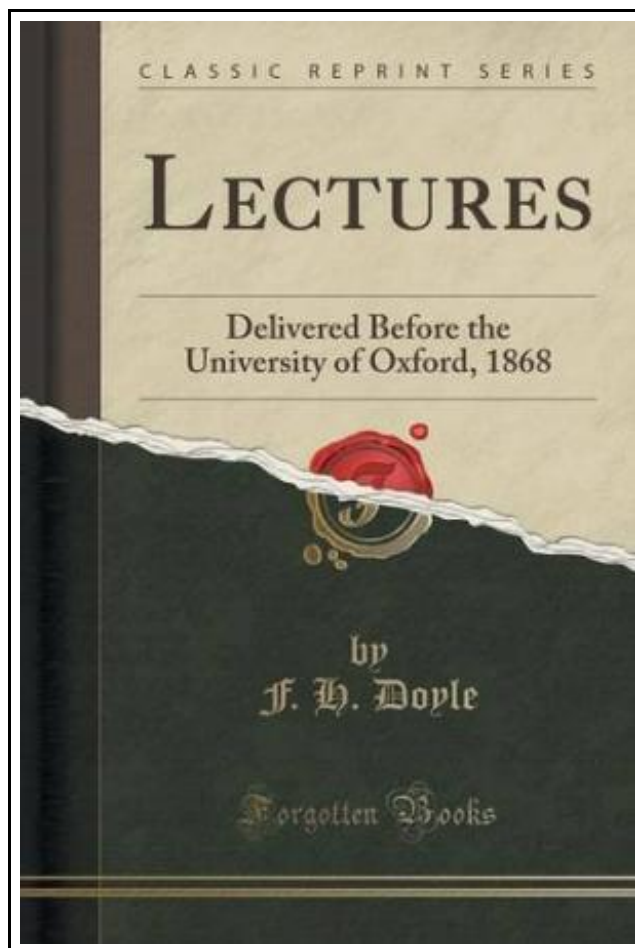 CLASSIC REPRINT SERIES
LECTURES
Delivered Before the
University of Oxford, 1868
F
by
F. H. Doyle
Forgotten Books